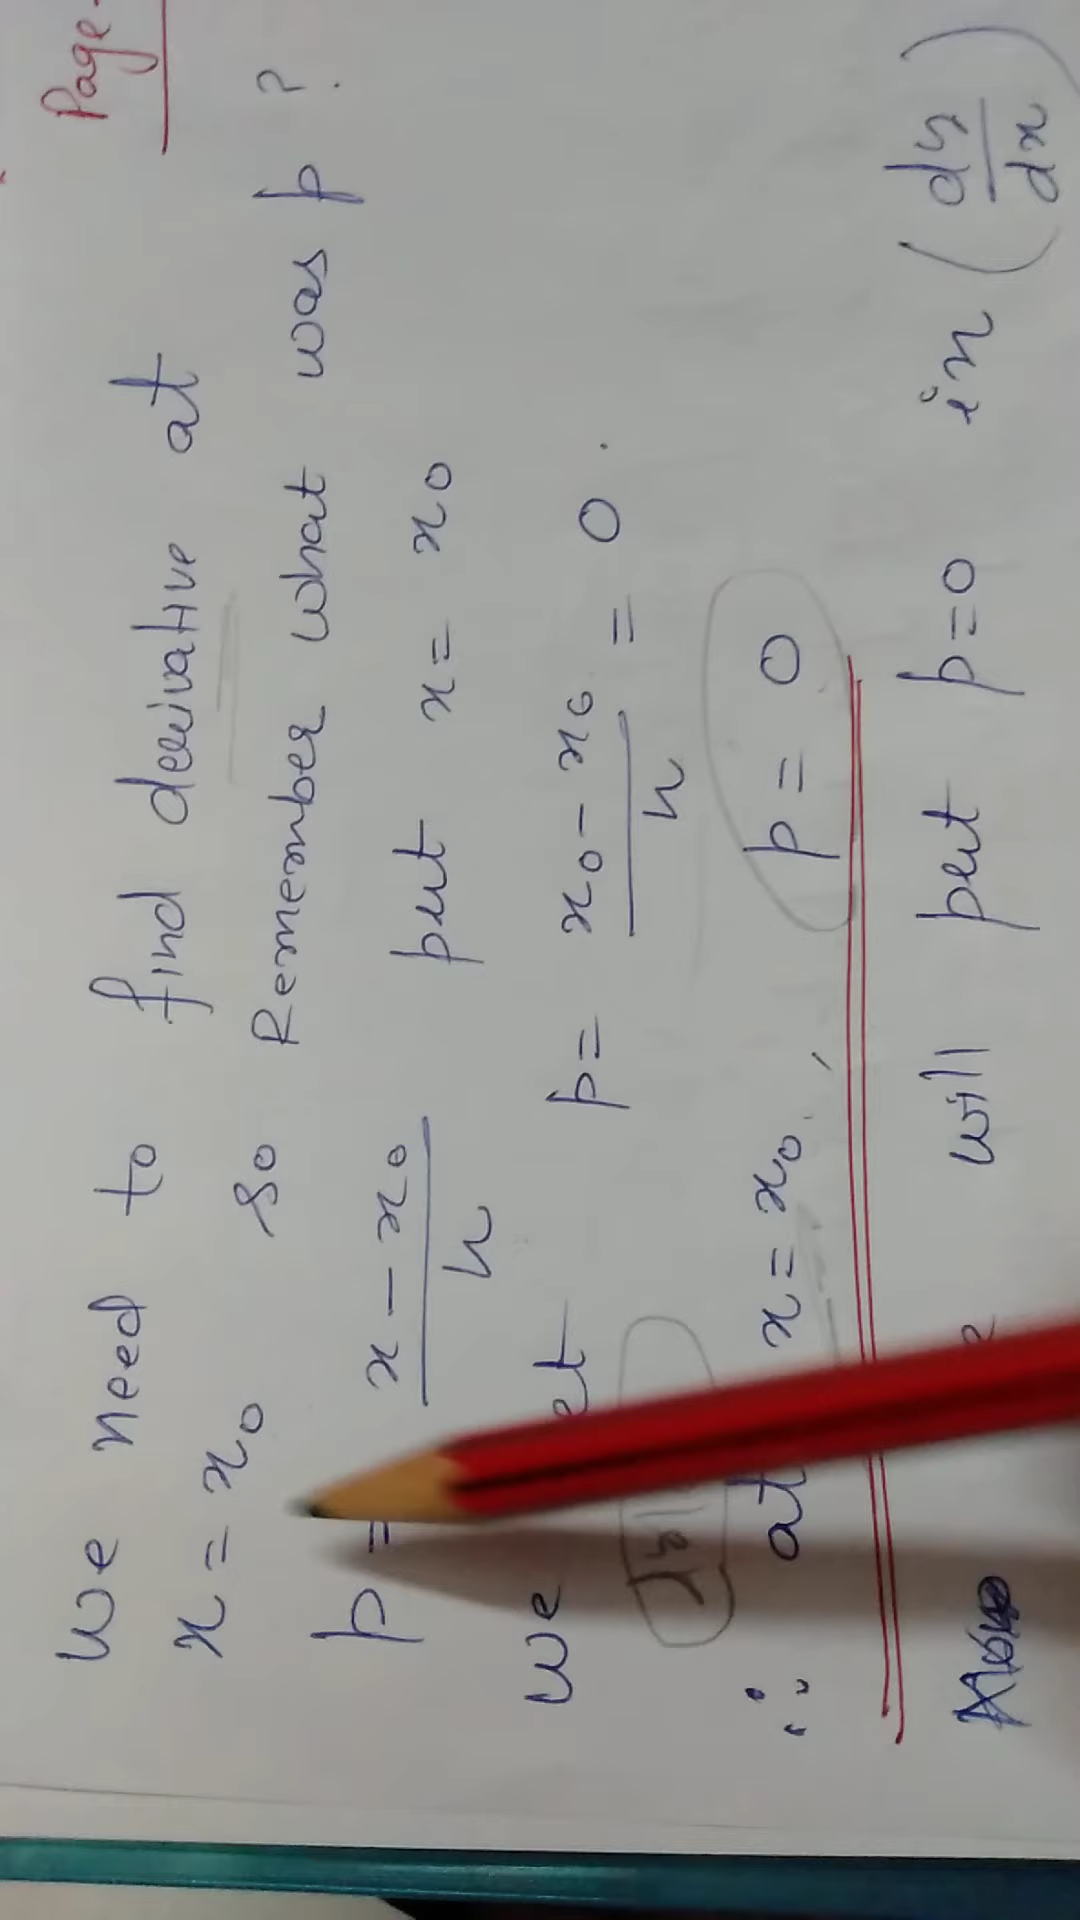 Page-
we need to find derivative at
x = x₀ so Remember what was p ?
p = x - x₀ / h put x = x₀
we p = x₀ - x₀ / h = 0 .
∴ at x = x₀, p = 0
will put p=0 in (dy/dx)